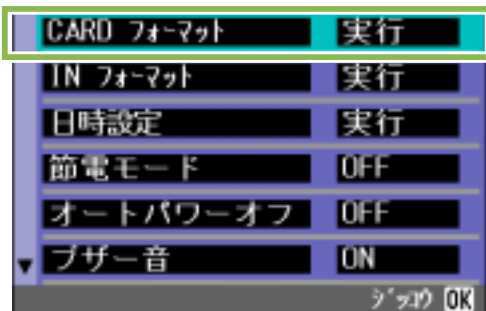 CARD ﾌｫｰﾏｯﾄ 実行
IN ﾌｫｰﾏｯﾄ 実行
日時設定 実行
節電モード OFF
オートパワーオフ OFF
▼ ブザー音 ON
ｼﾞｯｺｳ OK